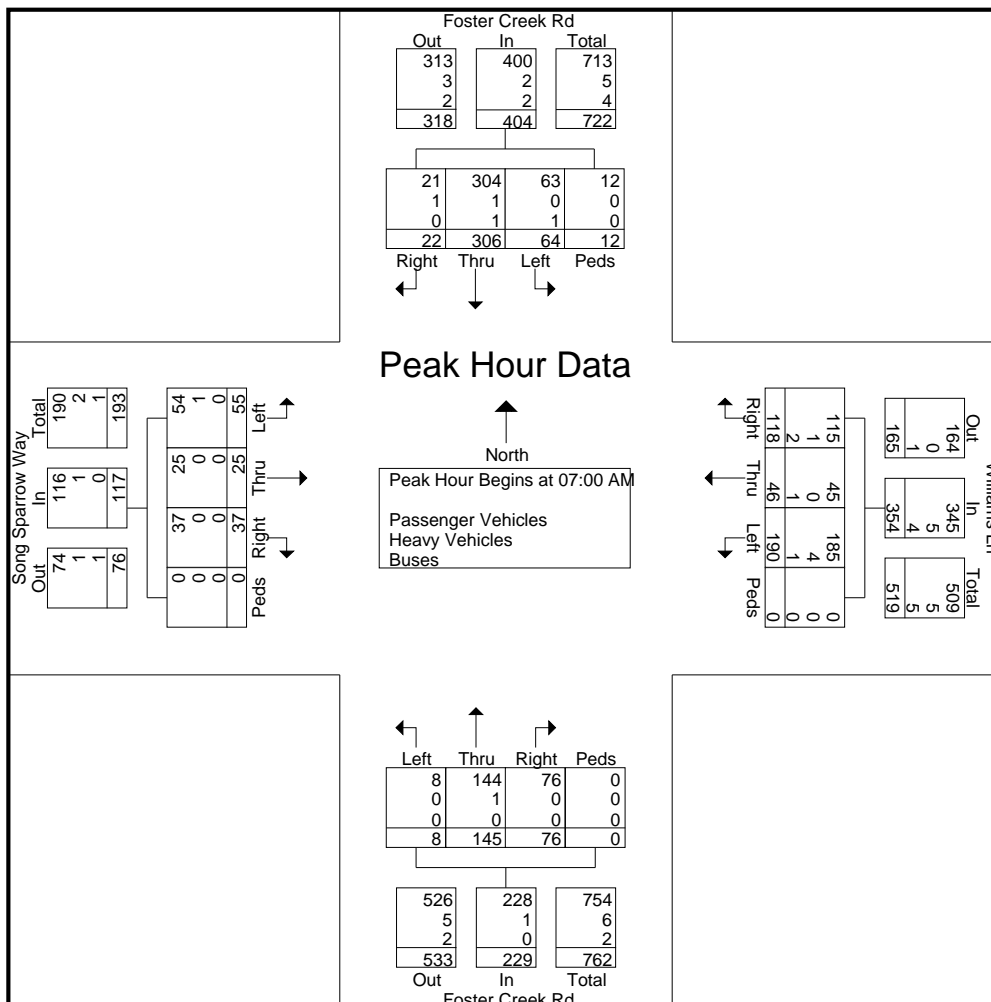 Foster Creek Rd
Out In Total
313 400 713
3 2 5
2 2 4
318 404 722
21 304 63 12
1 1 0 0
0 1 1 0
22 306 64 12
Right Thru Left Peds
Peak Hour Data
North
Peak Hour Begins at 07:00 AM
Passenger Vehicles
Heavy Vehicles
Buses
Song Sparrow Way
Total In Out
190 2 1 193
116 1 0 117
74 1 1 76
Left Thru Right Peds
54 1 0 55
25 0 0 25
37 0 0 37
0 0 0 0
Right Thru Left Peds
115 1 2 118
45 0 1 46
185 4 1 190
0 0 0 0
Out In Total
164 0 1 165
345 5 4 354
509 5 5 519
Left Thru Right Peds
8 144 76 0
0 1 0 0
0 0 0 0
8 145 76 0
526 228 754
5 1 6
2 0 2
533 229 762
Out In Total
Foster Creek Rd